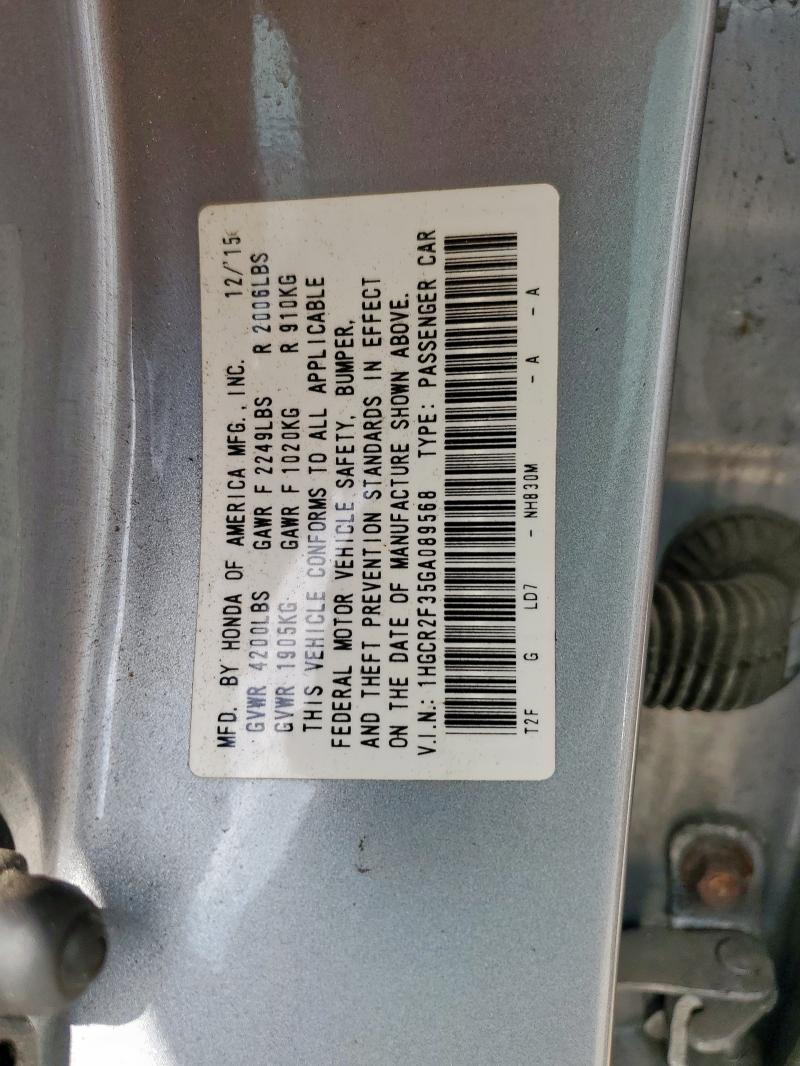 MFD. BY HONDA OF AMERICA MFG., INC. 12/'15
GVWR 4200LBS GAWR F 2249LBS R 2006LBS
GVWR 1905KG GAWR F 1020KG R 910KG
THIS VEHICLE CONFORMS TO ALL APPLICABLE
FEDERAL MOTOR VEHICLE SAFETY, BUMPER,
AND THEFT PREVENTION STANDARDS IN EFFECT
ON THE DATE OF MANUFACTURE SHOWN ABOVE.
V.I.N.: 1HGCR2F35GA089568 TYPE: PASSENGER CAR
T2F G LD7 - NH830M - A - A